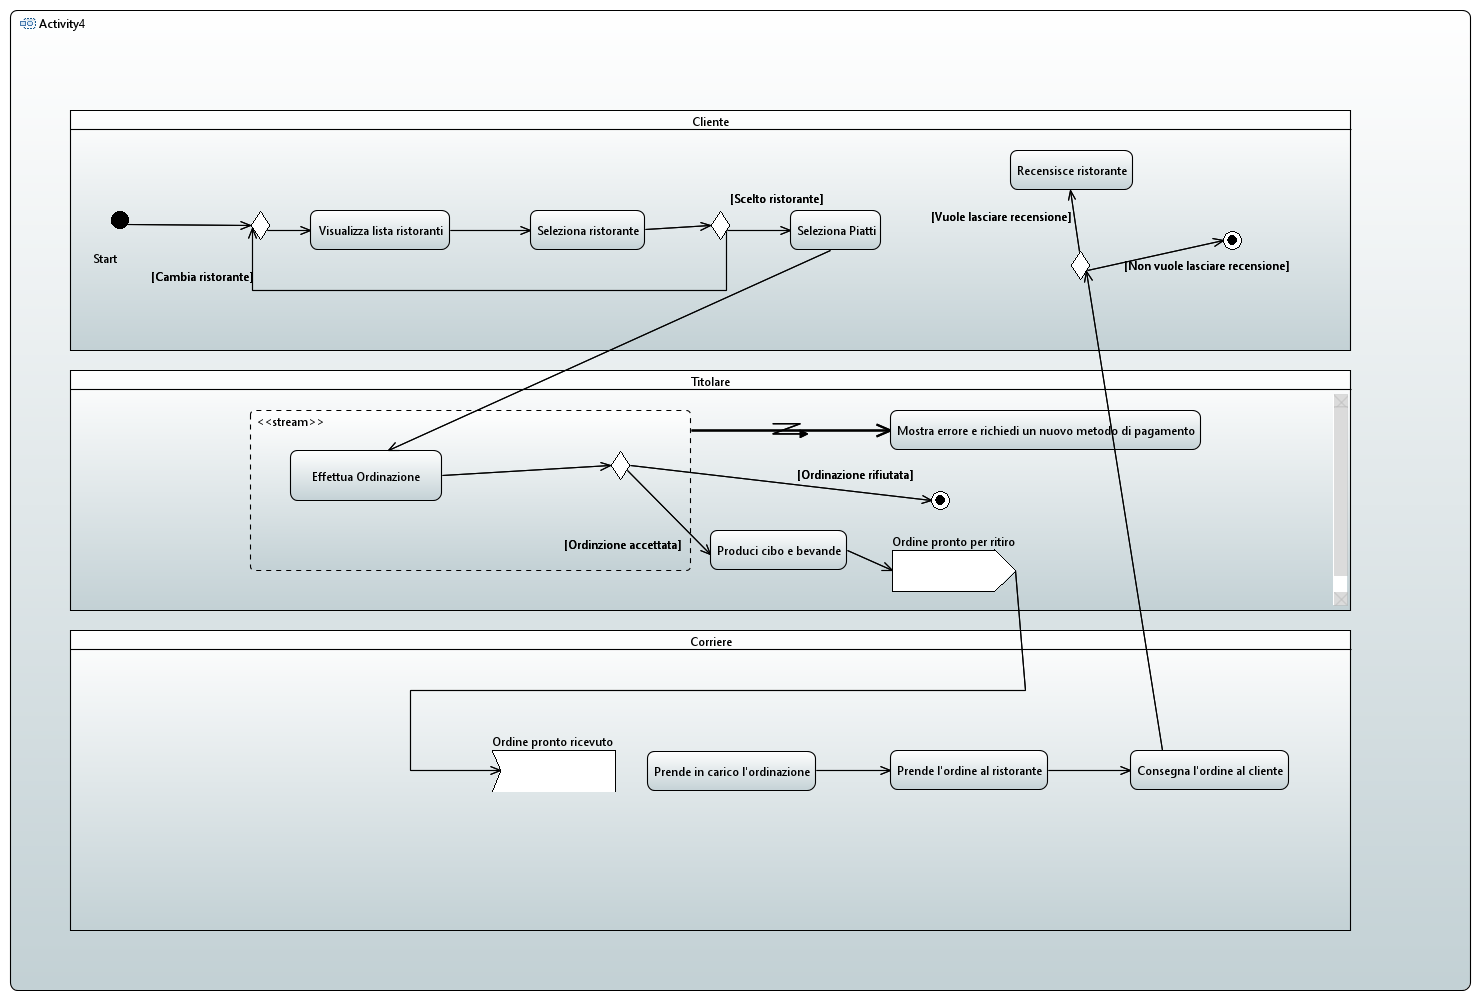 Activity4
Cliente
Recensisce ristorante
[Scelto ristorante]
[Vuole lasciare recensione]
Visualizza lista ristoranti
Seleziona ristorante
Seleziona Piatti
Start
[Cambia ristorante]
[Non vuole lasciare recensione]
Titolare
<<stream>>
Mostra errore e richiedi un nuovo metodo di pagamento
Effettua Ordinazione
[Ordinazione rifiutata]
[Ordinzione accettata]
Produci cibo e bevande
Ordine pronto per ritiro
Corriere
Ordine pronto ricevuto
Prende in carico l'ordinazione
Prende l'ordine al ristorante
Consegna l'ordine al cliente